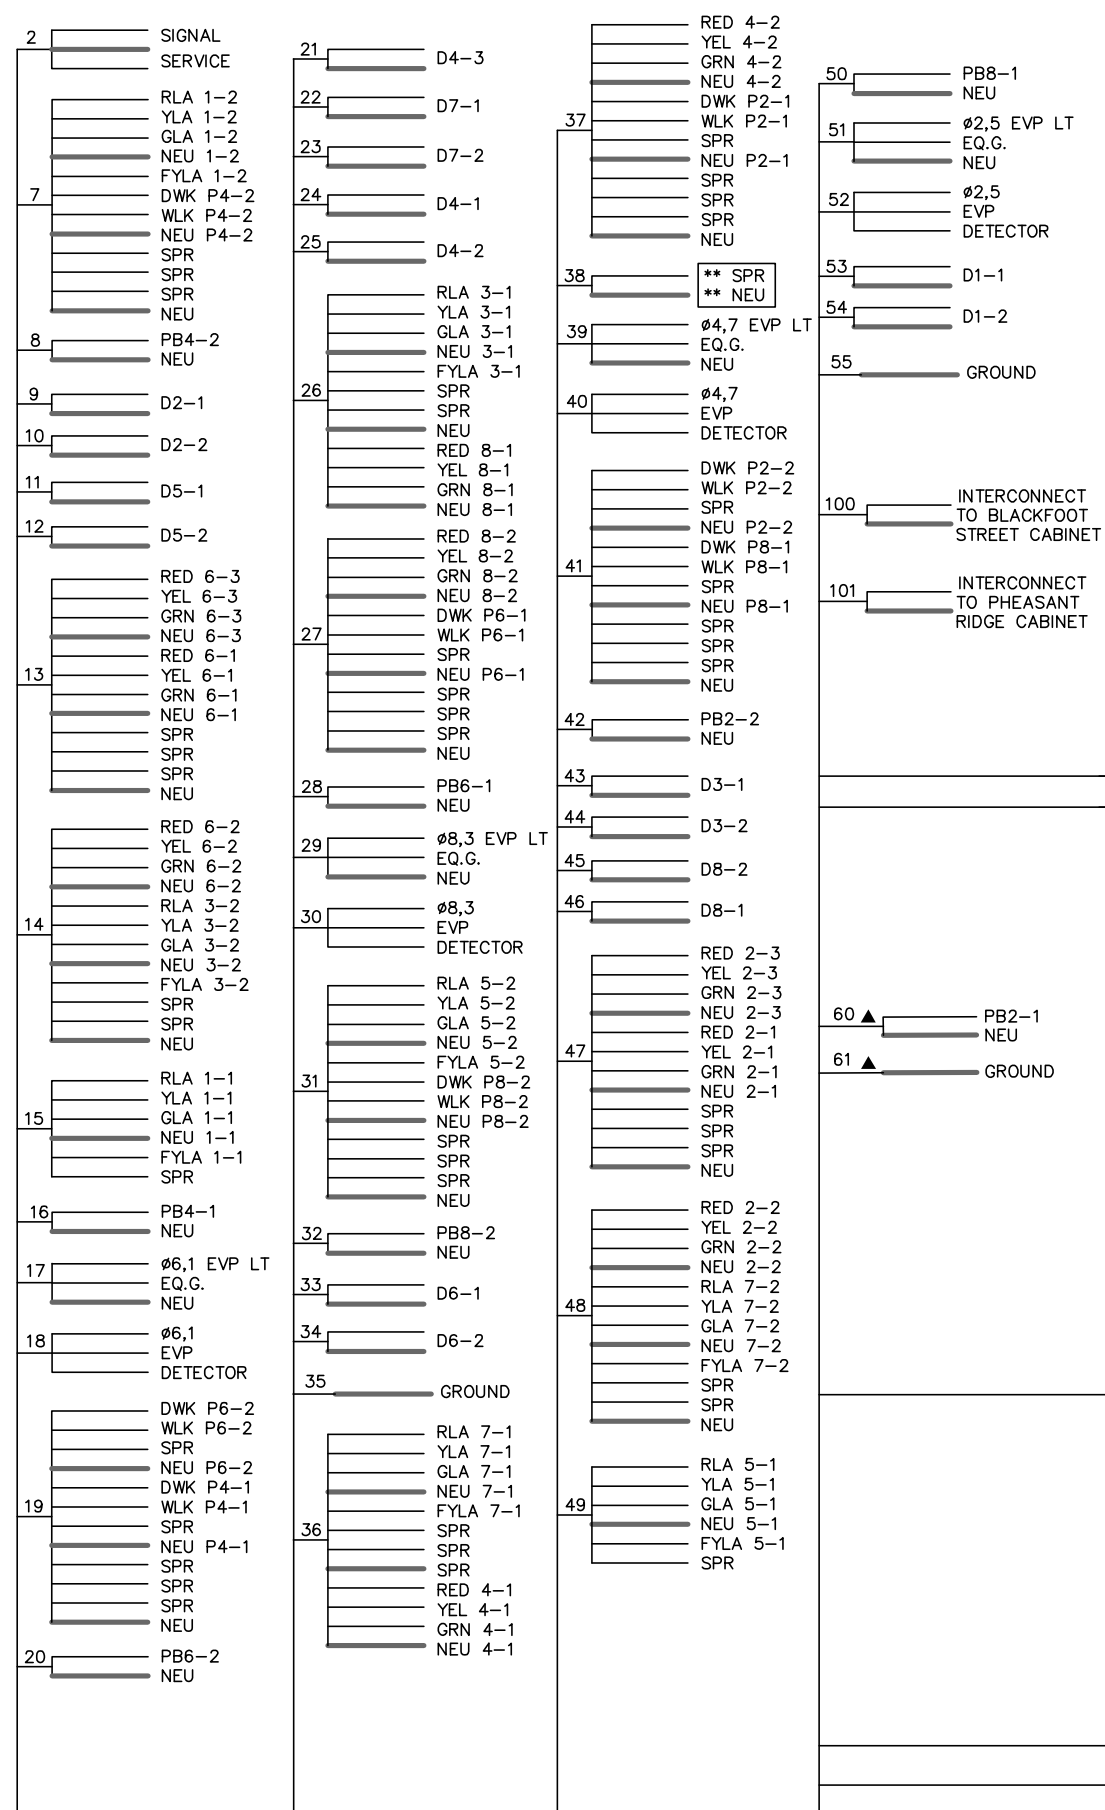 2
SIGNAL
SERVICE
7
RLA 1-2
YLA 1-2
GLA 1-2
NEU 1-2
FYLA 1-2
DWK P4-2
WLK P4-2
NEU P4-2
SPR
SPR
SPR
NEU
8
PB4-2
NEU
9
D2-1
10
D2-2
11
D5-1
12
D5-2
13
RED 6-3
YEL 6-3
GRN 6-3
NEU 6-3
RED 6-1
YEL 6-1
GRN 6-1
NEU 6-1
SPR
SPR
SPR
NEU
14
RED 6-2
YEL 6-2
GRN 6-2
NEU 6-2
RLA 3-2
YLA 3-2
GLA 3-2
NEU 3-2
FYLA 3-2
SPR
SPR
NEU
15
RLA 1-1
YLA 1-1
GLA 1-1
NEU 1-1
FYLA 1-1
SPR
16
PB4-1
NEU
17
ø6,1 EVP LT
EQ.G.
NEU
18
ø6,1
EVP
DETECTOR
19
DWK P6-2
WLK P6-2
SPR
NEU P6-2
DWK P4-1
WLK P4-1
SPR
NEU P4-1
SPR
SPR
SPR
NEU
20
PB6-2
NEU
21
D4-3
22
D7-1
23
D7-2
24
D4-1
25
D4-2
26
RLA 3-1
YLA 3-1
GLA 3-1
NEU 3-1
FYLA 3-1
SPR
SPR
NEU
RED 8-1
YEL 8-1
GRN 8-1
NEU 8-1
27
RED 8-2
YEL 8-2
GRN 8-2
NEU 8-2
DWK P6-1
WLK P6-1
SPR
NEU P6-1
SPR
SPR
SPR
NEU
28
PB6-1
NEU
29
ø8,3 EVP LT
EQ.G.
NEU
30
ø8,3
EVP
DETECTOR
31
RLA 5-2
YLA 5-2
GLA 5-2
NEU 5-2
FYLA 5-2
DWK P8-2
WLK P8-2
NEU P8-2
SPR
SPR
SPR
NEU
32
PB8-2
NEU
33
D6-1
34
D6-2
35
GROUND
36
RLA 7-1
YLA 7-1
GLA 7-1
NEU 7-1
FYLA 7-1
SPR
SPR
SPR
RED 4-1
YEL 4-1
GRN 4-1
NEU 4-1
37
RED 4-2
YEL 4-2
GRN 4-2
NEU 4-2
DWK P2-1
WLK P2-1
SPR
NEU P2-1
SPR
SPR
SPR
NEU
38
** SPR
** NEU
39
ø4,7 EVP LT
EQ.G.
NEU
40
ø4,7
EVP
DETECTOR
41
DWK P2-2
WLK P2-2
SPR
NEU P2-2
DWK P8-1
WLK P8-1
SPR
NEU P8-1
SPR
SPR
SPR
NEU
42
PB2-2
NEU
43
D3-1
44
D3-2
45
D8-2
46
D8-1
47
RED 2-3
YEL 2-3
GRN 2-3
NEU 2-3
RED 2-1
YEL 2-1
GRN 2-1
NEU 2-1
SPR
SPR
SPR
NEU
48
RED 2-2
YEL 2-2
GRN 2-2
NEU 2-2
RLA 7-2
YLA 7-2
GLA 7-2
NEU 7-2
FYLA 7-2
SPR
SPR
NEU
49
RLA 5-1
YLA 5-1
GLA 5-1
NEU 5-1
FYLA 5-1
SPR
50
PB8-1
NEU
51
ø2,5 EVP LT
EQ.G.
NEU
52
ø2,5
EVP
DETECTOR
53
D1-1
54
D1-2
55
GROUND
100
INTERCONNECT
TO BLACKFOOT
STREET CABINET
101
INTERCONNECT
TO PHEASANT
RIDGE CABINET
60 ▲
PB2-1
NEU
61 ▲
GROUND